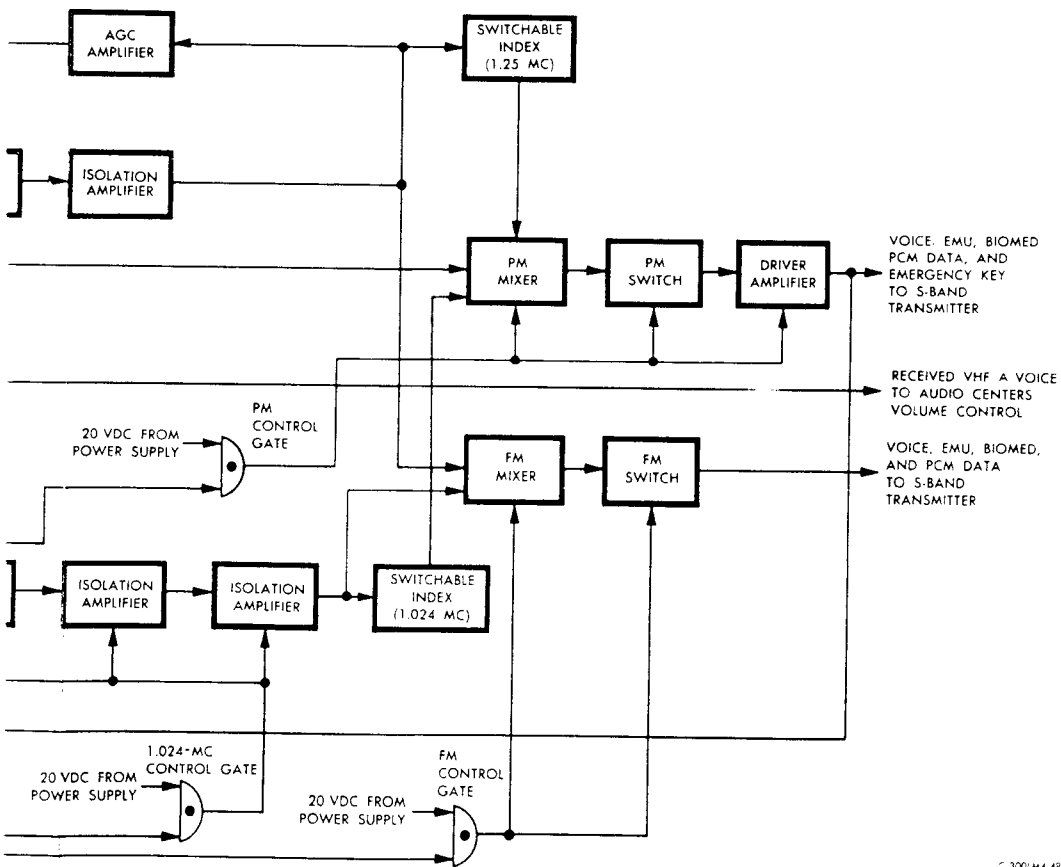 AGC
AMPLIFIER
SWITCHABLE
INDEX
(1.25 MC)
ISOLATION
AMPLIFIER
PM
MIXER
PM
SWITCH
DRIVER
AMPLIFIER
VOICE, EMU, BIOMED
PCM DATA, AND
EMERGENCY KEY
TO S-BAND
TRANSMITTER
RECEIVED VHF A VOICE
TO AUDIO CENTERS
VOLUME CONTROL
PM
CONTROL
GATE
20 VDC FROM
POWER SUPPLY
FM
MIXER
FM
SWITCH
VOICE, EMU, BIOMED,
AND PCM DATA
TO S-BAND
TRANSMITTER
ISOLATION
AMPLIFIER
ISOLATION
AMPLIFIER
SWITCHABLE
INDEX
(1.024 MC)
1.024-MC
CONTROL GATE
20 VDC FROM
POWER SUPPLY
FM
CONTROL
GATE
20 VDC FROM
POWER SUPPLY